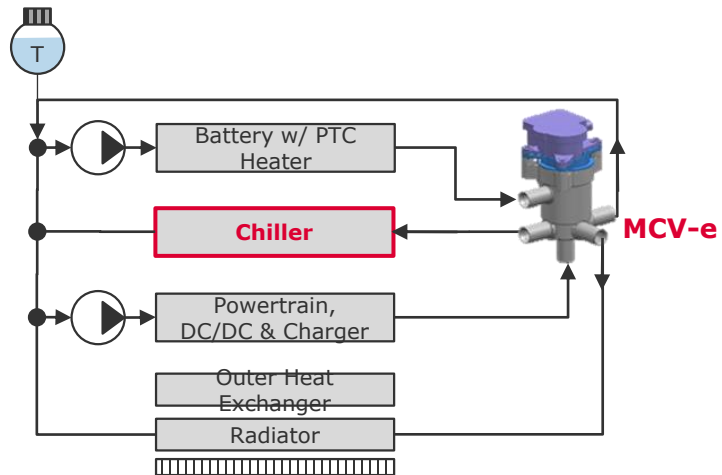 T
Battery w/ PTC
Heater
Chiller
MCV-e
Powertrain,
DC/DC & Charger
Outer Heat
Exchanger
Radiator